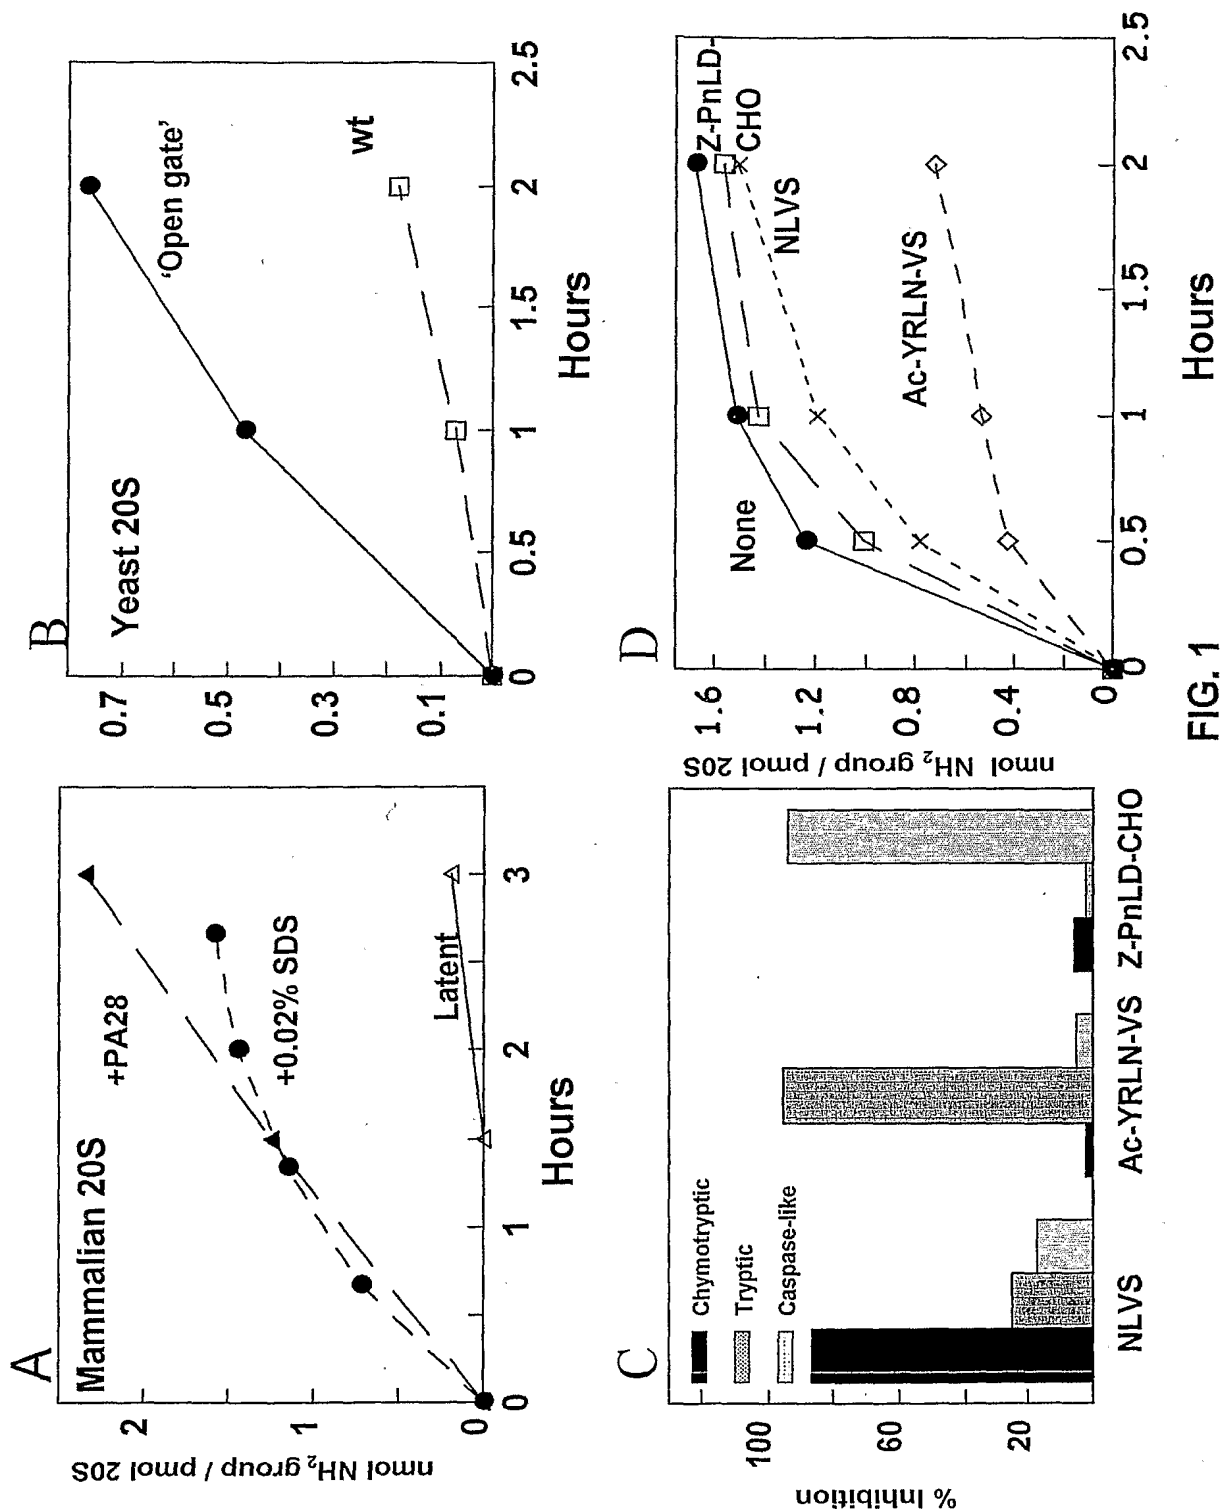 A
Mammalian 20S
nmol NH₂ group / pmol 20S
2
1
0
+PA28
+0.02% SDS
Latent
0
1
2
3
Hours
B
Yeast 20S
0.7
0.5
0.3
0.1
'Open gate'
wt
0
0.5
1
1.5
2
2.5
Hours
C
Chymotryptic
Tryptic
Caspase-like
% Inhibition
100
60
20
NLVS
Ac-YRLN-VS
Z-PnLD-CHO
D
nmol NH₂ group / pmol 20S
1.6
1.2
0.8
0.4
0
None
Z-PnLD-
CHO
NLVS
Ac-YRLN-VS
0
0.5
1
1.5
2
2.5
Hours
FIG. 1